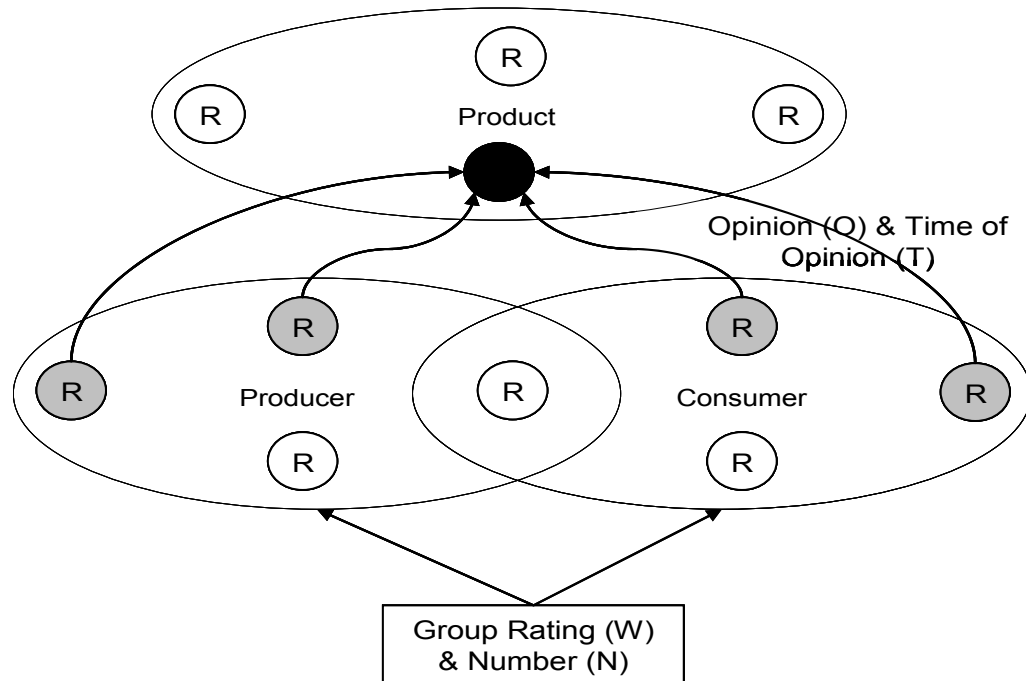 R
R
R
Product
Opinion (O) & Time of
Opinion (T)
R
R
R
R
R
Producer
Consumer
R
R
Group Rating (W)
& Number (N)